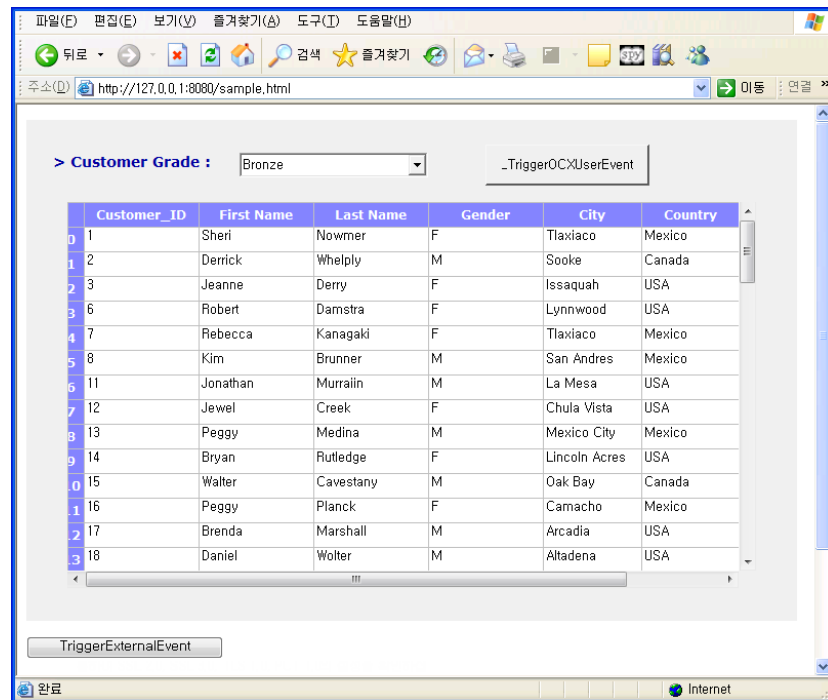 파일(F) 편집(E) 보기(V) 즐겨찾기(A) 도구(T) 도움말(H)
뒤로 검색 즐겨찾기 SPY
주소(D) http://127,0,0,1:8080/sample,html 이동 연결 »
> Customer Grade : Bronze _TriggerOCXUserEvent
Customer_ID First Name Last Name Gender City Country
0 1 Sheri Nowmer F Tlaxiaco Mexico
1 2 Derrick Whelply M Sooke Canada
2 3 Jeanne Derry F Issaquah USA
3 6 Robert Damstra F Lynnwood USA
4 7 Rebecca Kanagaki F Tlaxiaco Mexico
5 8 Kim Brunner M San Andres Mexico
6 11 Jonathan Murraiin M La Mesa USA
7 12 Jewel Creek F Chula Vista USA
8 13 Peggy Medina M Mexico City Mexico
9 14 Bryan Rutledge F Lincoln Acres USA
.0 15 Walter Cavestany M Oak Bay Canada
.1 16 Peggy Planck F Camacho Mexico
.2 17 Brenda Marshall M Arcadia USA
.3 18 Daniel Wolter M Altadena USA
TriggerExternalEvent
완료 Internet